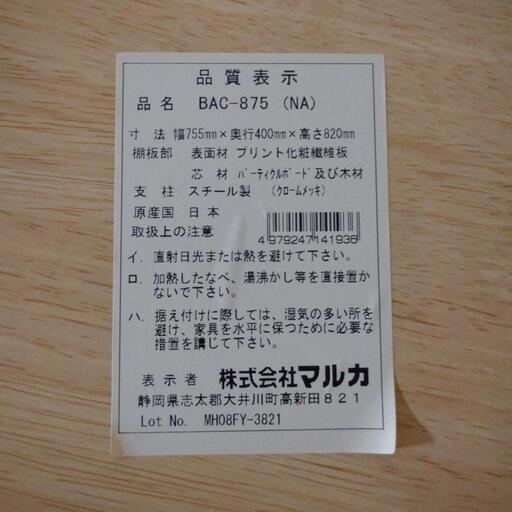 品質表示
品名 BAC-875 (NA)
寸法 幅755mm×奥行400mm×高さ820mm
棚板部 表面材 プリント化粧繊維板
芯材 パーティクルボード及び木材
支柱 スチール製 (クロームメッキ)
原産国 日本
取扱上の注意
4979247141936
イ. 直射日光または熱を避けて下さい。
ロ. 加熱したなべ、湯沸かし等を直接置か
ないで下さい。
ハ. 据え付けに際しては、湿気の多い所を
避け、家具を水平に保つために必要な
措置を講じて下さい。
表示者 株式会社マルカ
静岡県志太郡大井川町高新田821
Lot No. MH08FY-3821